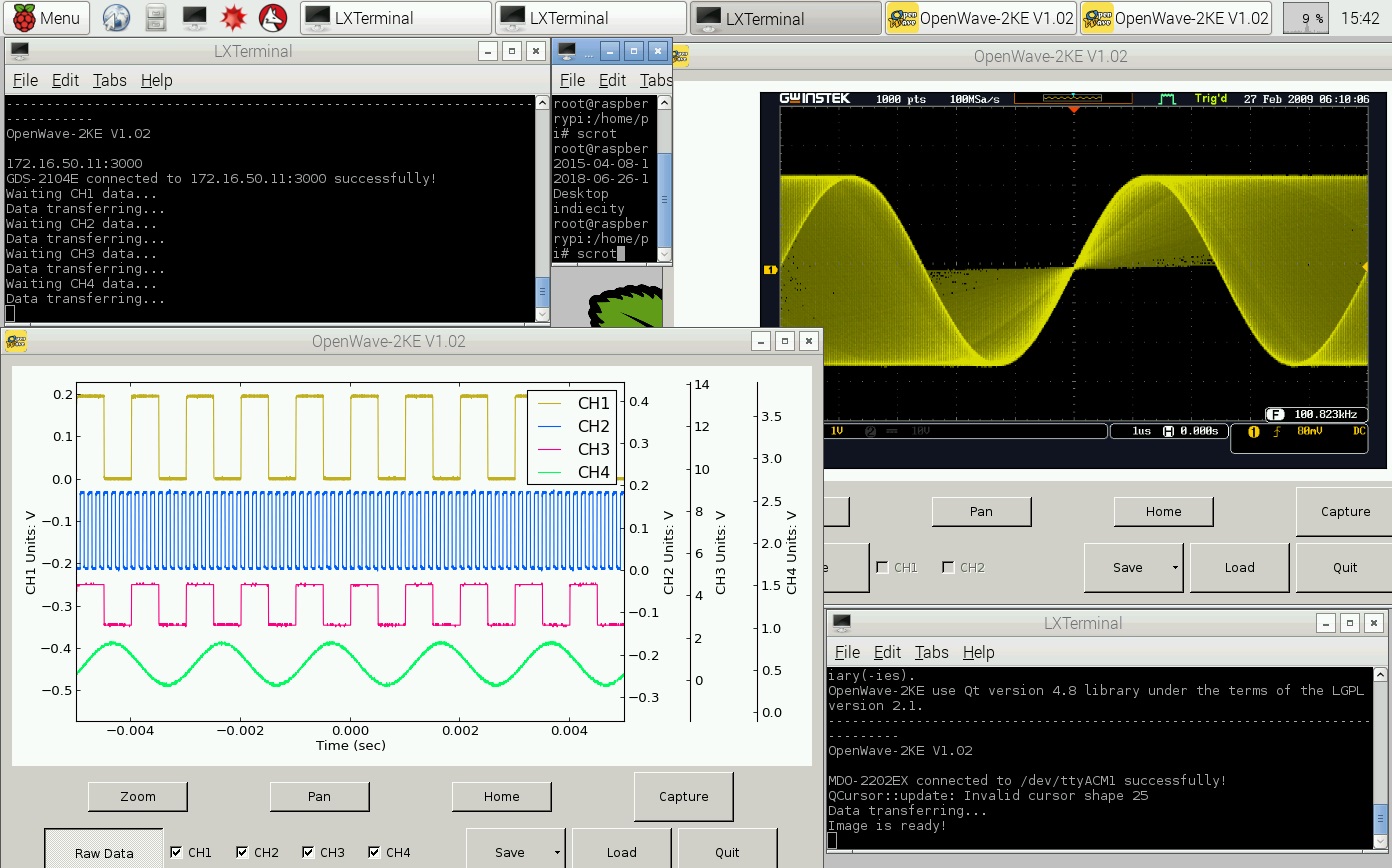 Menu
LXTerminal
LXTerminal
LXTerminal
OpenWave-2KE V1.02
OpenWave-2KE V1.02
9 %
15:42
LXTerminal
File Edit Tabs Help
------------------------------------------------------------------
-----------
OpenWave-2KE V1.02
172.16.50.11:3000
GDS-2104E connected to 172.16.50.11:3000 successfully!
Waiting CH1 data...
Data transferring...
Waiting CH2 data...
Data transferring...
Waiting CH3 data...
Data transferring...
Waiting CH4 data...
Data transferring...
...
File Edit Tabs
root@raspber
rypi:/home/p
i# scrot
root@raspber
2015-04-08-1
2018-06-26-1
Desktop
indiecity
root@raspber
rypi:/home/p
i# scrot
OpenWave-2KE V1.02
GWINSTEK 1000 pts 100MSa/s Trig'd 27 Feb 2009 06:10:06
1
F 100.823kHz
1V 2 10V 1us H 0.000s 1 80mV DC
Pan Home Capture
e CH1 CH2 Save Load Quit
OpenWave-2KE V1.02
CH1
CH2
CH3
CH4
0.2
0.1
0.0
−0.1
−0.2
−0.3
−0.4
−0.5
CH1 Units: V
0.4
0.3
0.2
0.1
0.0
−0.1
−0.2
−0.3
CH2 Units: V
14
12
10
8
6
4
2
0
CH3 Units: V
3.5
3.0
2.5
2.0
1.5
1.0
0.5
0.0
CH4 Units: V
−0.004 −0.002 0.000 0.002 0.004
Time (sec)
Zoom Pan Home Capture
Raw Data CH1 CH2 CH3 CH4 Save Load Quit
LXTerminal
File Edit Tabs Help
iary(-ies).
OpenWave-2KE use Qt version 4.8 library under the terms of the LGPL
version 2.1.
--------------------------------------------------------------------
---------
OpenWave-2KE V1.02
MDO-2202EX connected to /dev/ttyACM1 successfully!
QCursor::update: Invalid cursor shape 25
Data transferring...
Image is ready!